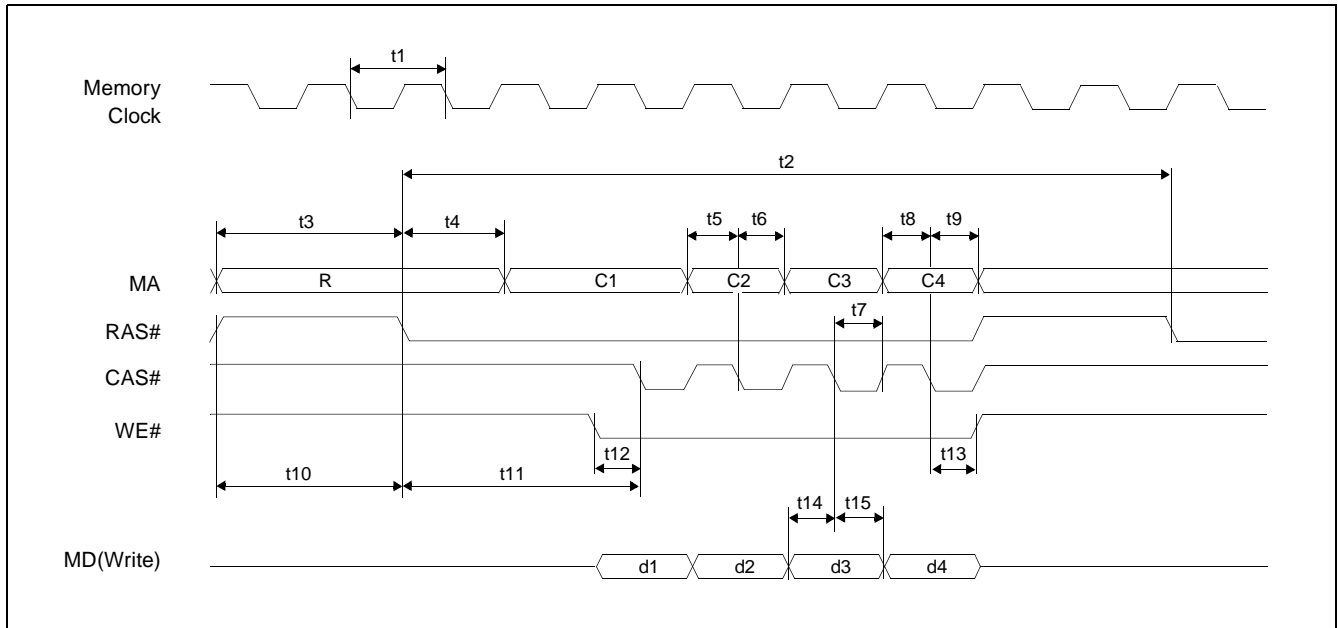 t1
Memory
Clock
t2
t3 t4 t5 t6 t8 t9
MA R C1 C2 C3 C4
t7
RAS#
CAS#
WE#
t12 t13
t10 t11
t14 t15
MD(Write) d1 d2 d3 d4